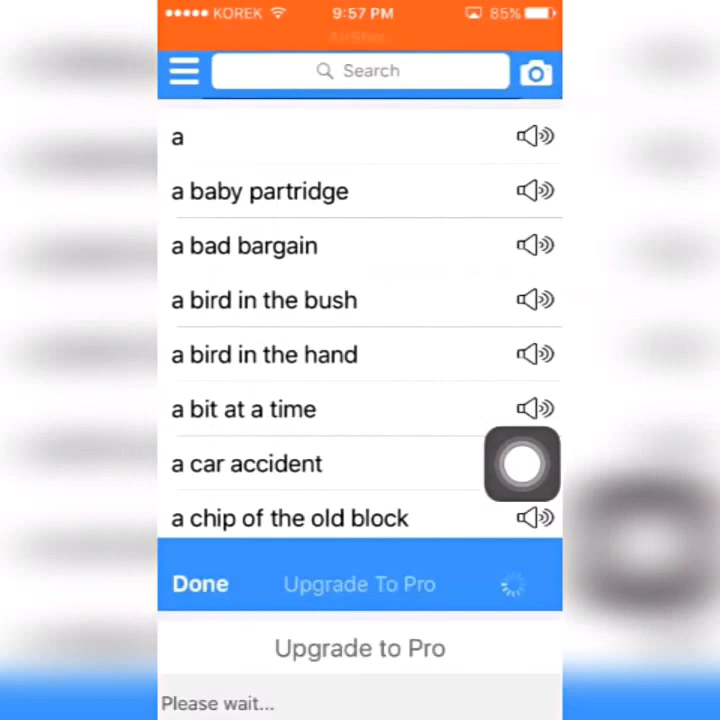 KOREK 9:57 PM 85%
AirShou
Search
a
a baby partridge
a bad bargain
a bird in the bush
a bird in the hand
a bit at a time
a car accident
a chip of the old block
Done Upgrade To Pro
Upgrade to Pro
Please wait...